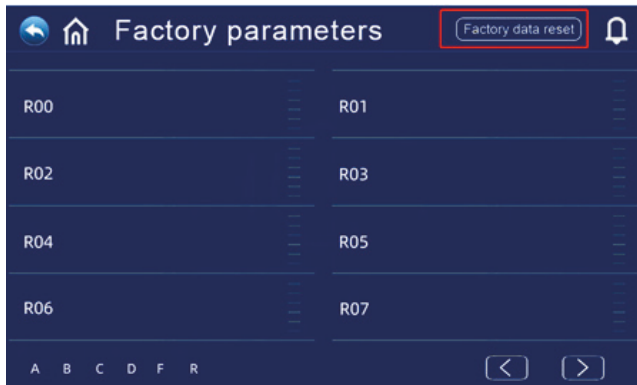 Factory parameters Factory data reset
R00 R01
R02 R03
R04 R05
R06 R07
A B C D F R